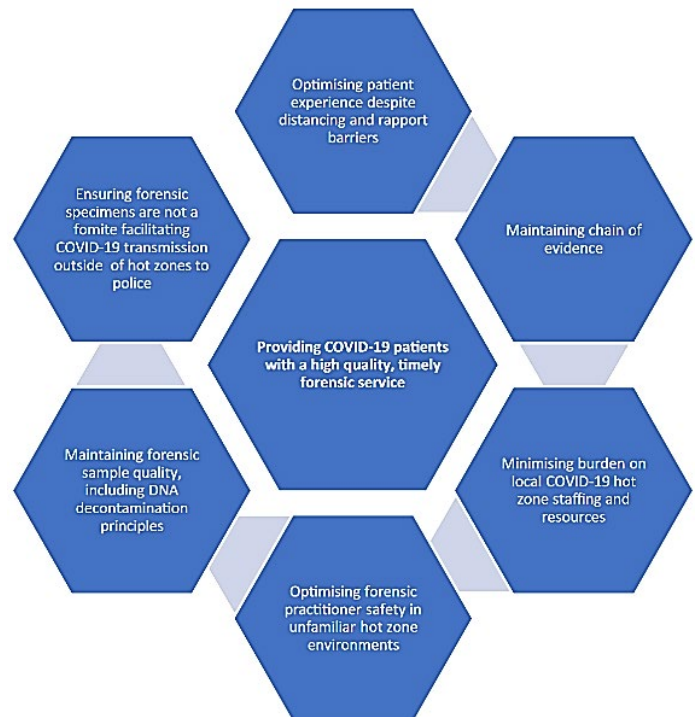 Optimising patient
experience despite
distancing and rapport
barriers
Ensuring forensic
specimens are not a
fomite facilitating
COVID-19 transmission
outside of hot zones to
police
Maintaining chain of
evidence
Providing COVID-19 patients
with a high quality, timely
forensic service
Maintaining forensic
sample quality,
including DNA
decontamination
principles
Minimising burden on
local COVID-19 hot
zone staffing and
resources
Optimising forensic
practitioner safety in
unfamiliar hot zone
environments